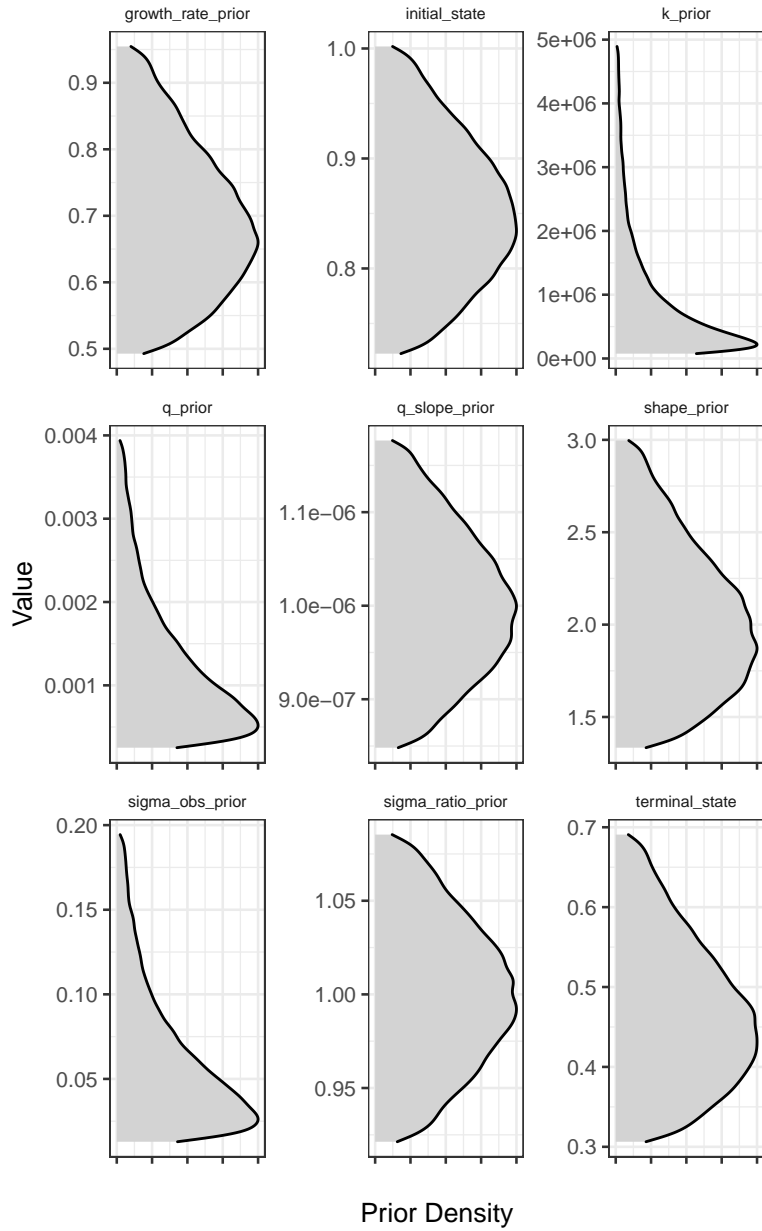 growth_rate_prior
initial_state
k_prior
0.9
0.8
0.7
0.6
0.5
1.0
0.9
0.8
5e+06
4e+06
3e+06
2e+06
1e+06
0e+00
q_prior
q_slope_prior
shape_prior
0.004
0.003
0.002
0.001
1.1e−06
1.0e−06
9.0e−07
3.0
2.5
2.0
1.5
Value
sigma_obs_prior
sigma_ratio_prior
terminal_state
0.20
0.15
0.10
0.05
1.05
1.00
0.95
0.7
0.6
0.5
0.4
0.3
Prior Density